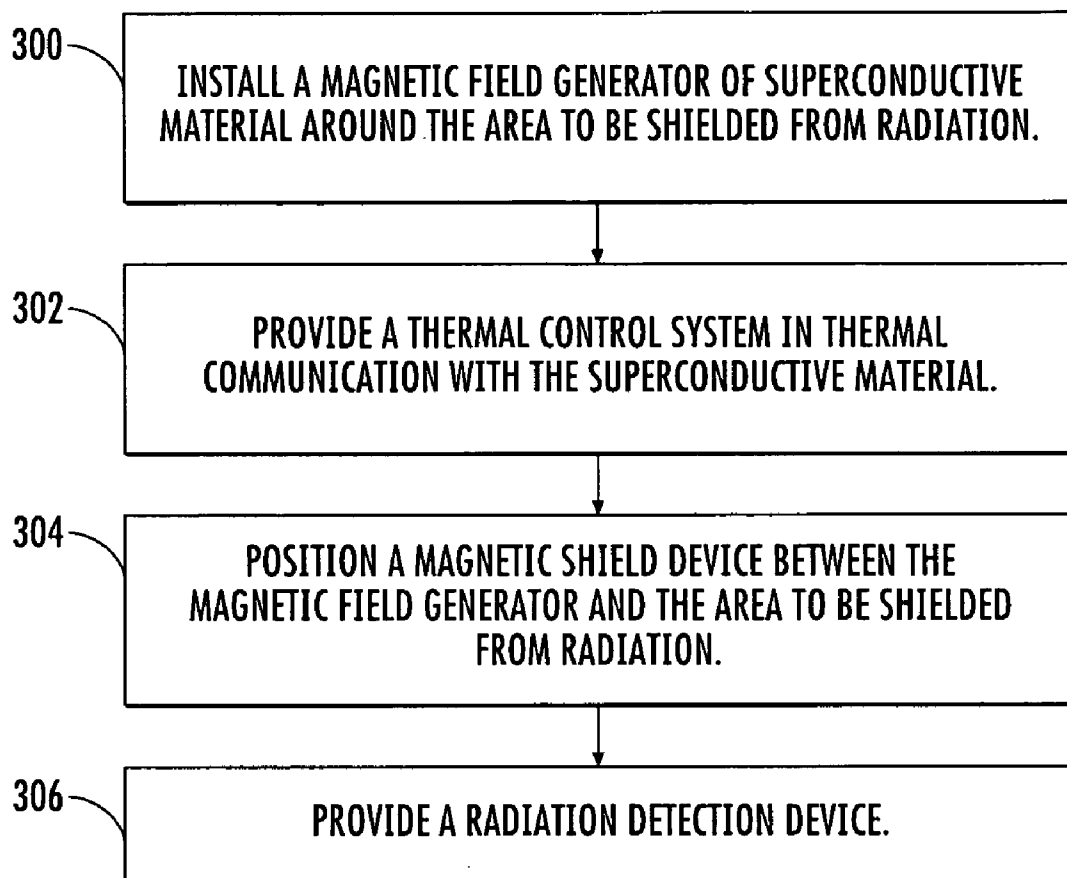 300
INSTALL A MAGNETIC FIELD GENERATOR OF SUPERCONDUCTIVE
MATERIAL AROUND THE AREA TO BE SHIELDED FROM RADIATION.
302
PROVIDE A THERMAL CONTROL SYSTEM IN THERMAL
COMMUNICATION WITH THE SUPERCONDUCTIVE MATERIAL.
304
POSITION A MAGNETIC SHIELD DEVICE BETWEEN THE
MAGNETIC FIELD GENERATOR AND THE AREA TO BE SHIELDED
FROM RADIATION.
306
PROVIDE A RADIATION DETECTION DEVICE.